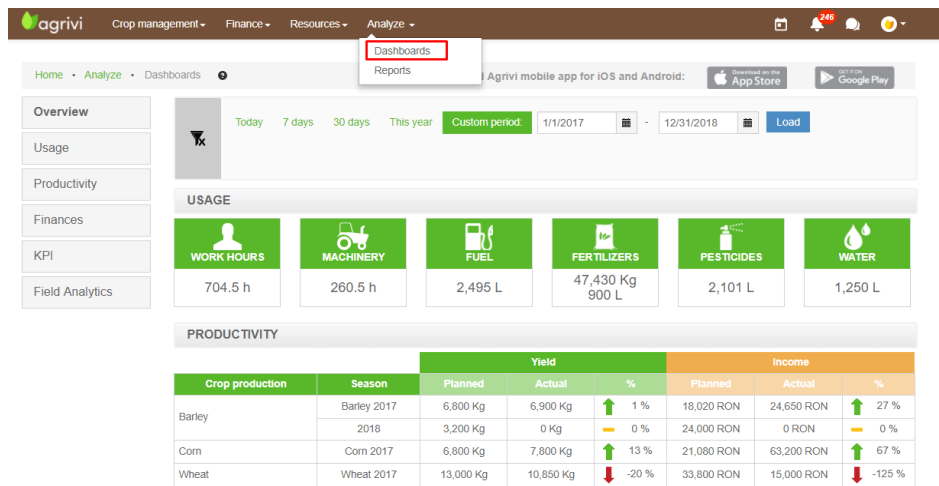 agrivi Crop management Finance Resources Analyze 246
Dashboards
Reports
Home • Analyze • Dashboards ? Agrivi mobile app for iOS and Android: Download on the App Store GET IT ON Google Play
Overview
Usage
Productivity
Finances
KPI
Field Analytics
Today 7 days 30 days This year Custom period: 1/1/2017 - 12/31/2018 Load
USAGE
WORK HOURS MACHINERY FUEL FERTILIZERS PESTICIDES WATER
704.5 h 260.5 h 2,495 L 47,430 Kg 2,101 L 1,250 L
900 L
PRODUCTIVITY
Yield Income
Crop production Season Planned Actual % Planned Actual %
Barley Barley 2017 6,800 Kg 6,900 Kg 1 % 18,020 RON 24,650 RON 27 %
2018 3,200 Kg 0 Kg 0 % 24,000 RON 0 RON 0 %
Corn Corn 2017 6,800 Kg 7,800 Kg 13 % 21,080 RON 63,200 RON 67 %
Wheat Wheat 2017 13,000 Kg 10,850 Kg -20 % 33,800 RON 15,000 RON -125 %